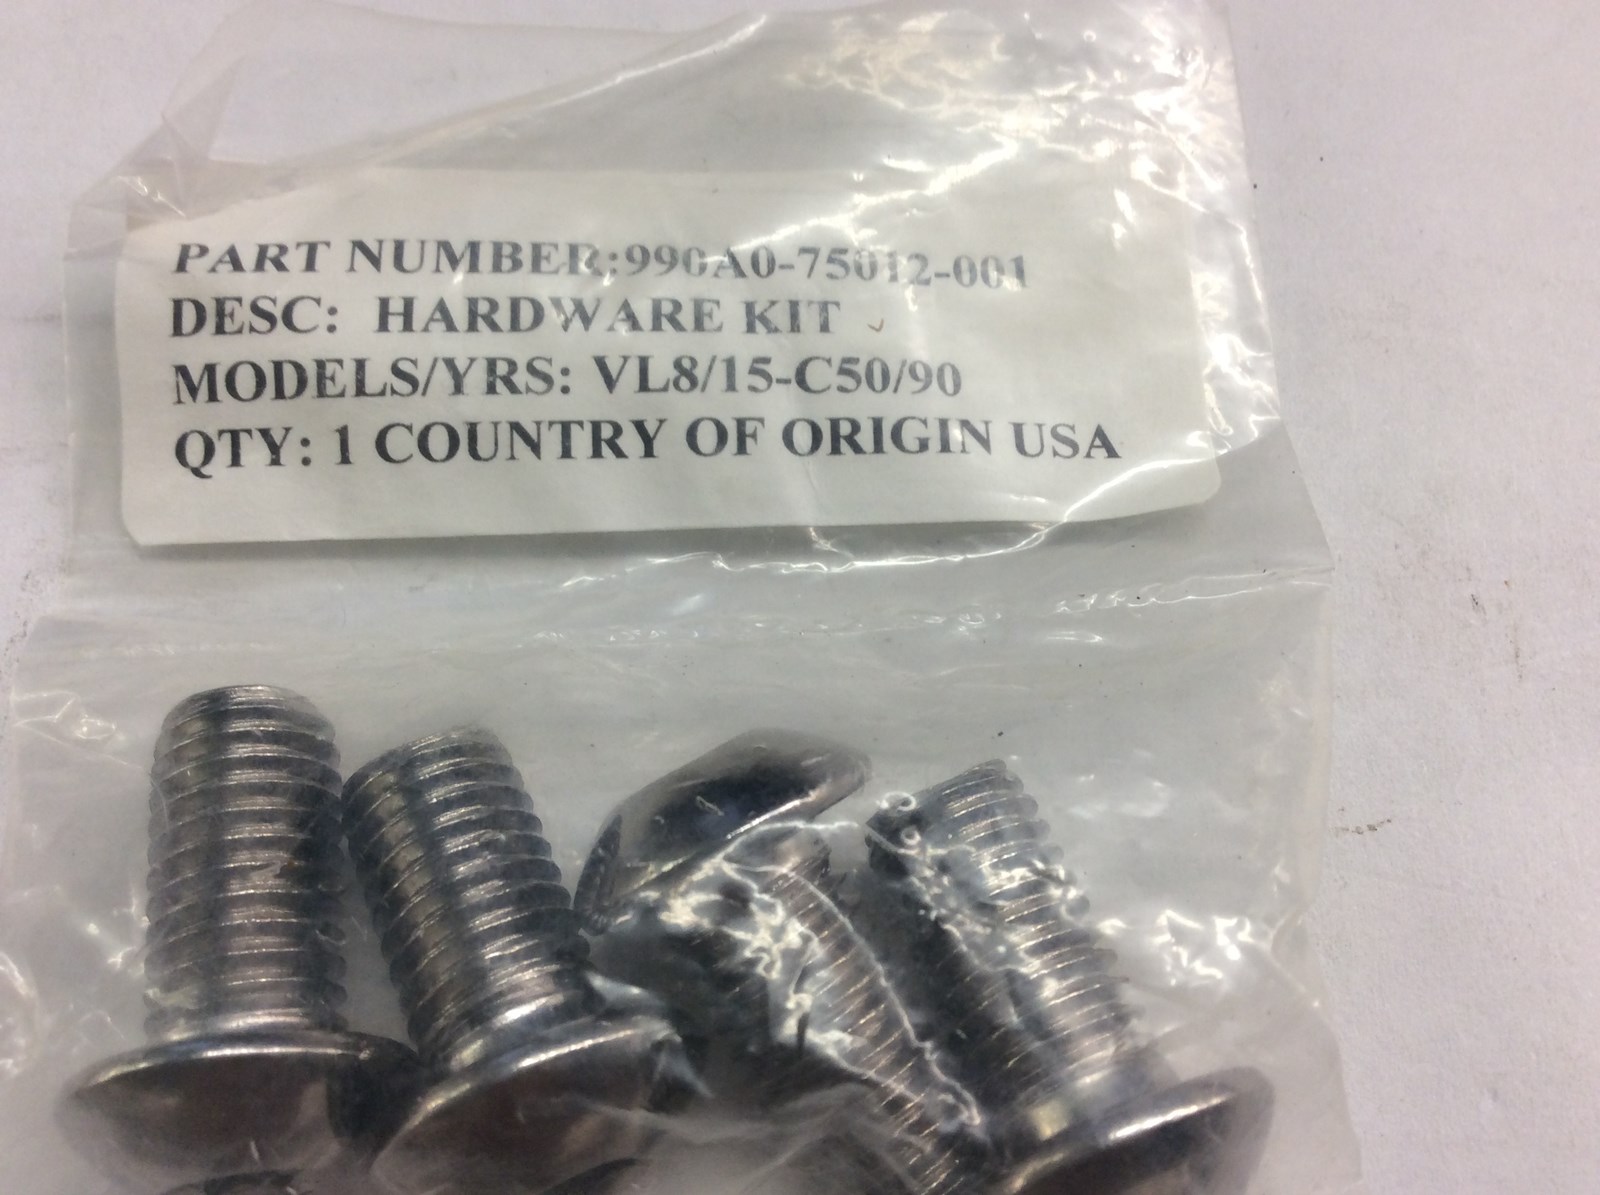 PART NUMBER:990A0-75012-001
DESC: HARDWARE KIT
MODELS/YRS: VL8/15-C50/90
QTY: 1 COUNTRY OF ORIGIN USA